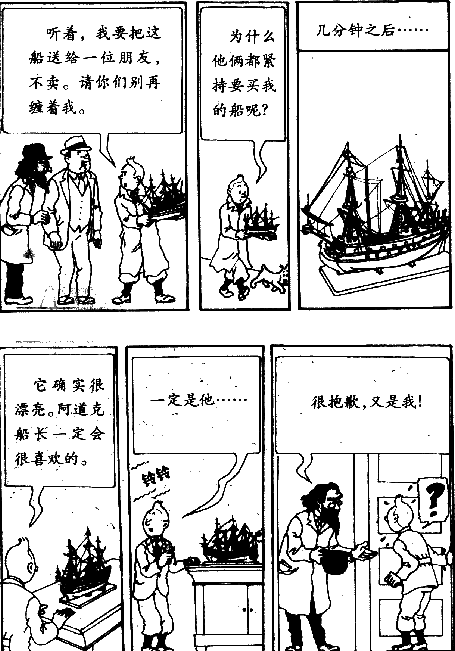 听着，我要把这
船送给一位朋友，
不卖。请你们别再
缠着我。
为什么
他俩都紧
持要买我
的船呢？
几分钟之后……
它确实很
漂亮。阿道克
船长一定会
很喜欢的。
一定是他……
铃铃
很抱歉，又是我！
?